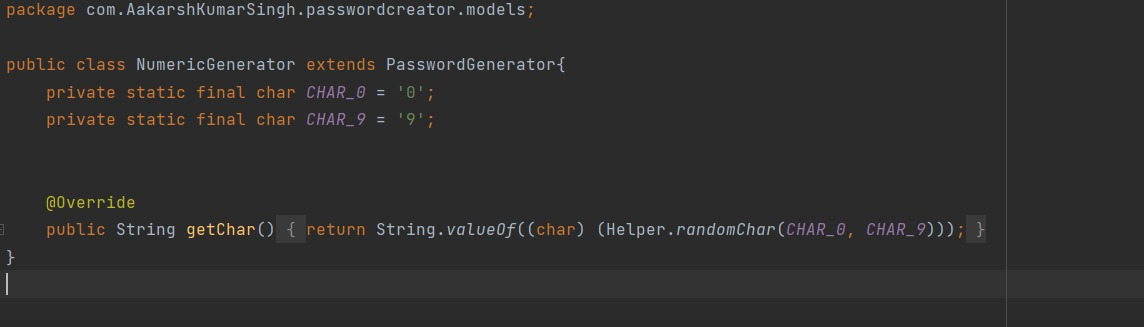 package com.AakarshKumarSingh.passwordcreator.models;
public class NumericGenerator extends PasswordGenerator{
private static final char CHAR_0 = '0';
private static final char CHAR_9 = '9';
@Override
public String getChar() { return String.valueOf((char) (Helper.randomChar(CHAR_0, CHAR_9))); }
}